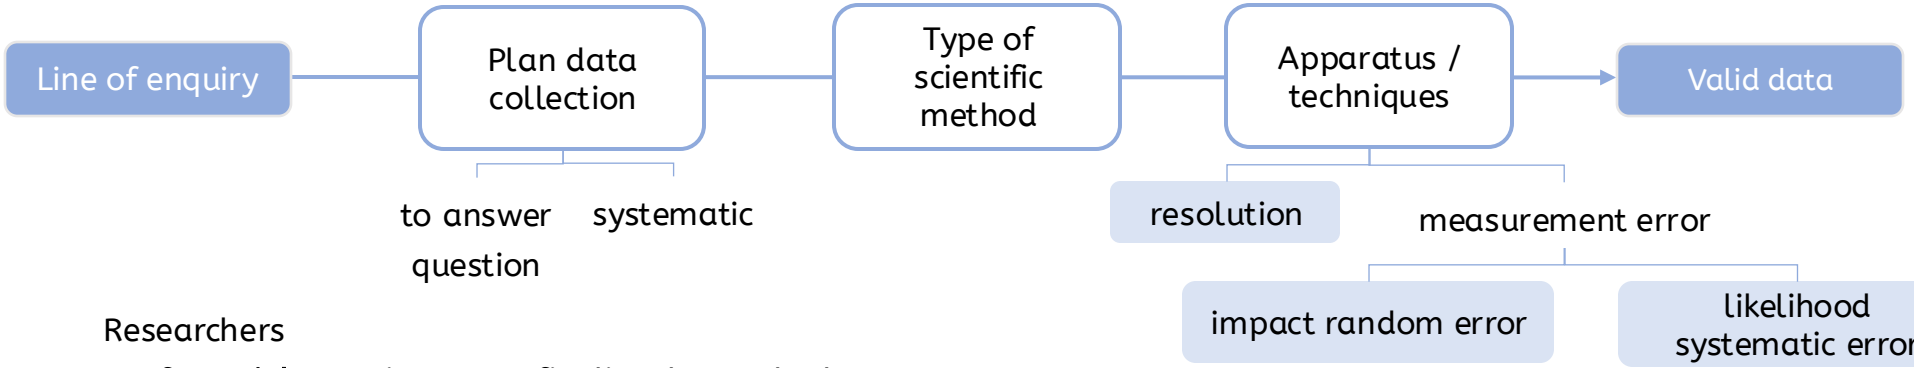 Line of enquiry
Plan data
collection
Type of
scientific
method
Apparatus /
techniques
Valid data
to answer
question
systematic
resolution
measurement error
impact random error
likelihood
systematic error
Researchers